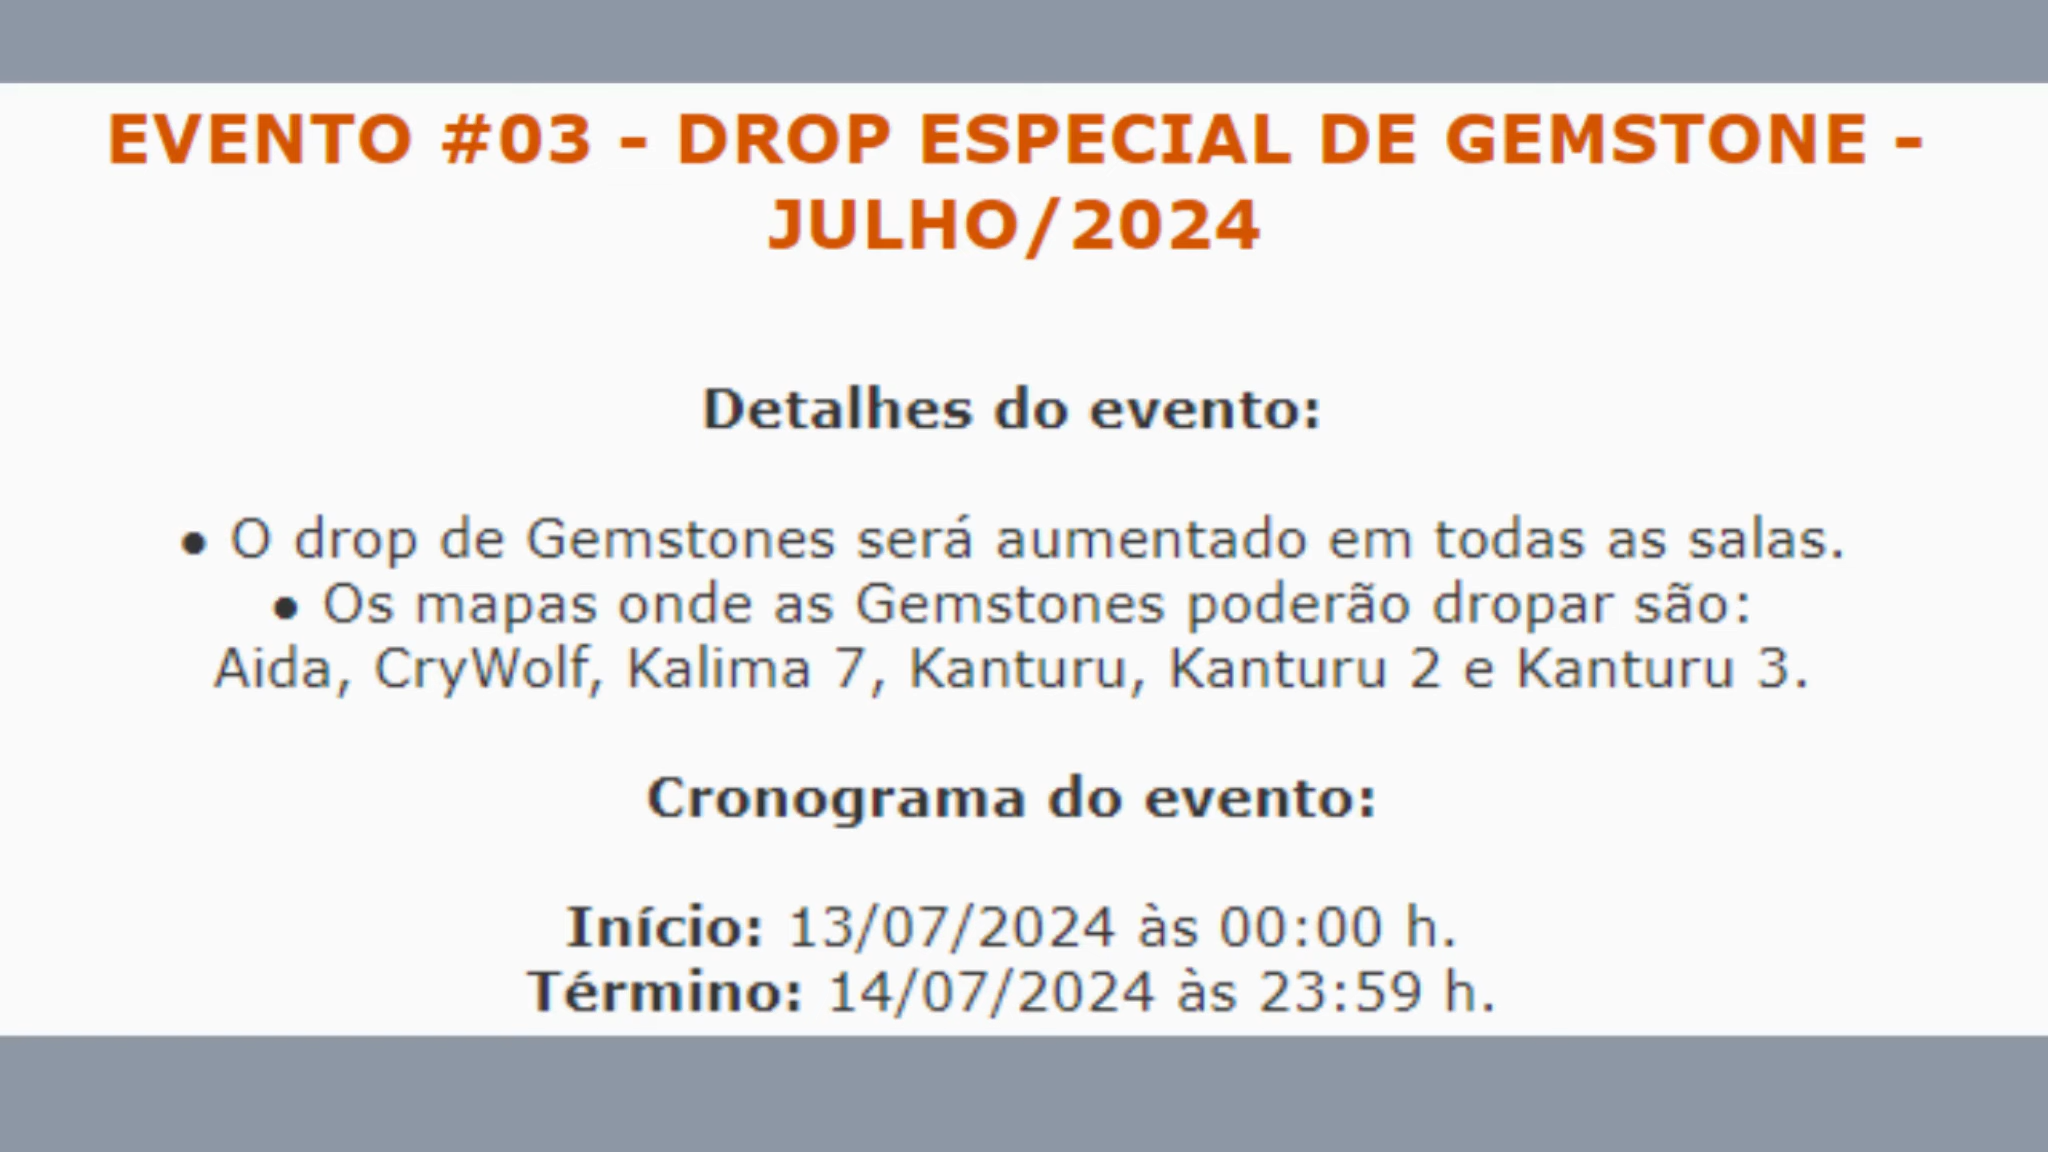 EVENTO #03 - DROP ESPECIAL DE GEMSTONE -
JULHO/2024
Detalhes do evento:
● O drop de Gemstones será aumentado em todas as salas.
● Os mapas onde as Gemstones poderão dropar são:
Aida, CryWolf, Kalima 7, Kanturu, Kanturu 2 e Kanturu 3.
Cronograma do evento:
Início: 13/07/2024 às 00:00 h.
Término: 14/07/2024 às 23:59 h.